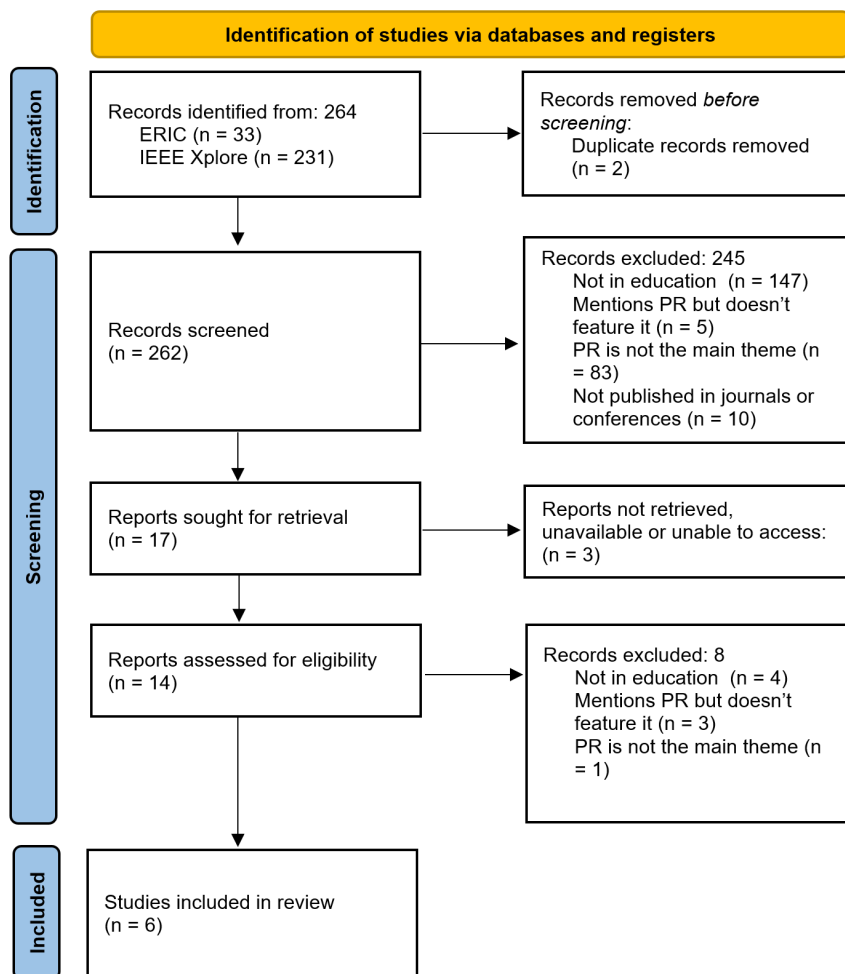 Identification of studies via databases and registers
Identification
Records identified from: 264
ERIC (n = 33)
IEEE Xplore (n = 231)
Records removed before
screening:
Duplicate records removed
(n = 2)
Screening
Records screened
(n = 262)
Records excluded: 245
Not in education  (n = 147)
Mentions PR but doesn’t
feature it (n = 5)
PR is not the main theme (n
= 83)
Not published in journals or
conferences (n = 10)
Reports sought for retrieval
(n = 17)
Reports not retrieved,
unavailable or unable to access:
(n = 3)
Reports assessed for eligibility
(n = 14)
Records excluded: 8
Not in education  (n = 4)
Mentions PR but doesn’t
feature it (n = 3)
PR is not the main theme (n
= 1)
Included
Studies included in review
(n = 6)